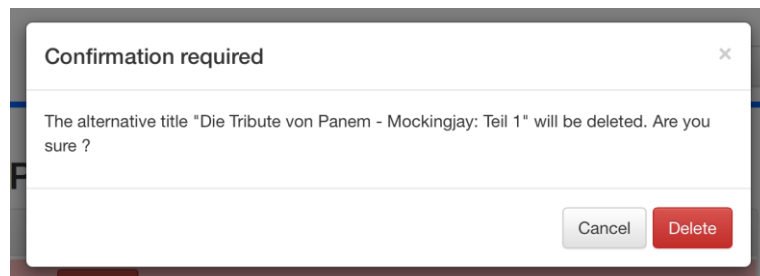 Confirmation required ×
The alternative title "Die Tribute von Panem - Mockingjay: Teil 1" will be deleted. Are you
sure ?
Cancel Delete